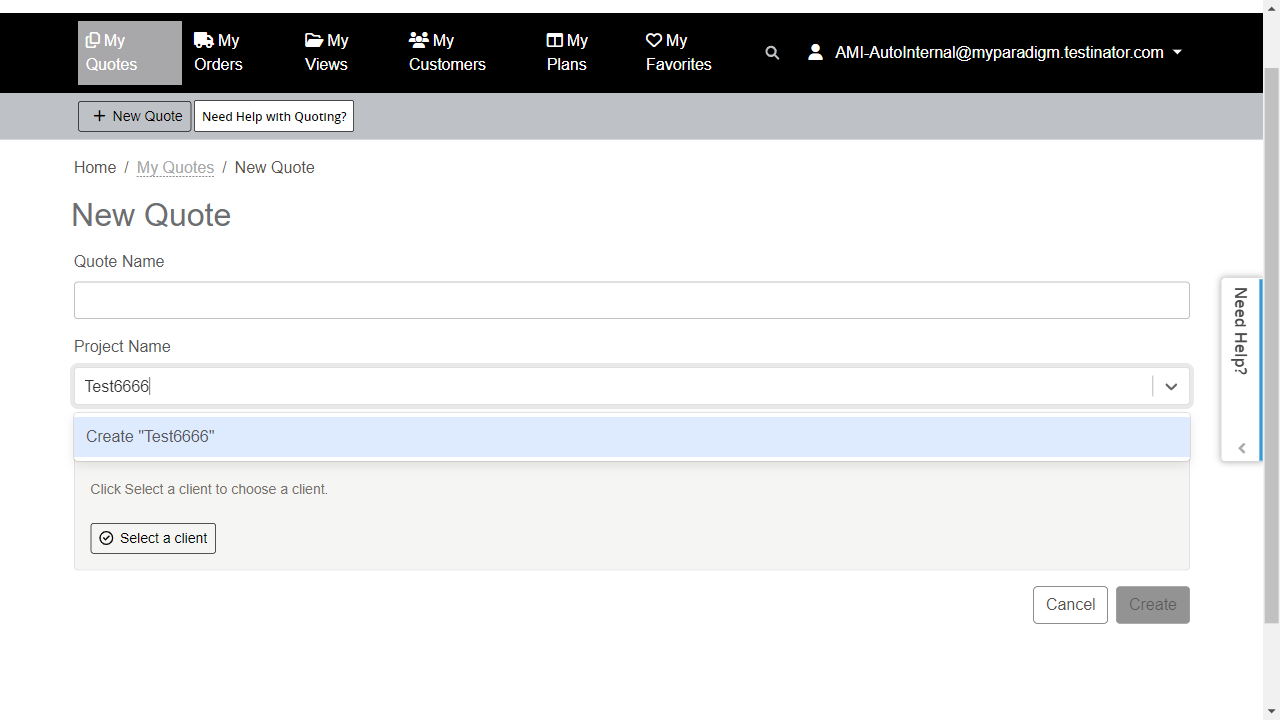 My Quotes
My Orders
My Views
My Customers
My Plans
My Favorites
AMI-AutoInternal@myparadigm.testinator.com
New Quote
Need Help with Quoting?
Home / My Quotes / New Quote
New Quote
Quote Name
Project Name
Test6666
Create "Test6666"
Click Select a client to choose a client.
Select a client
Cancel
Create
Need Help?